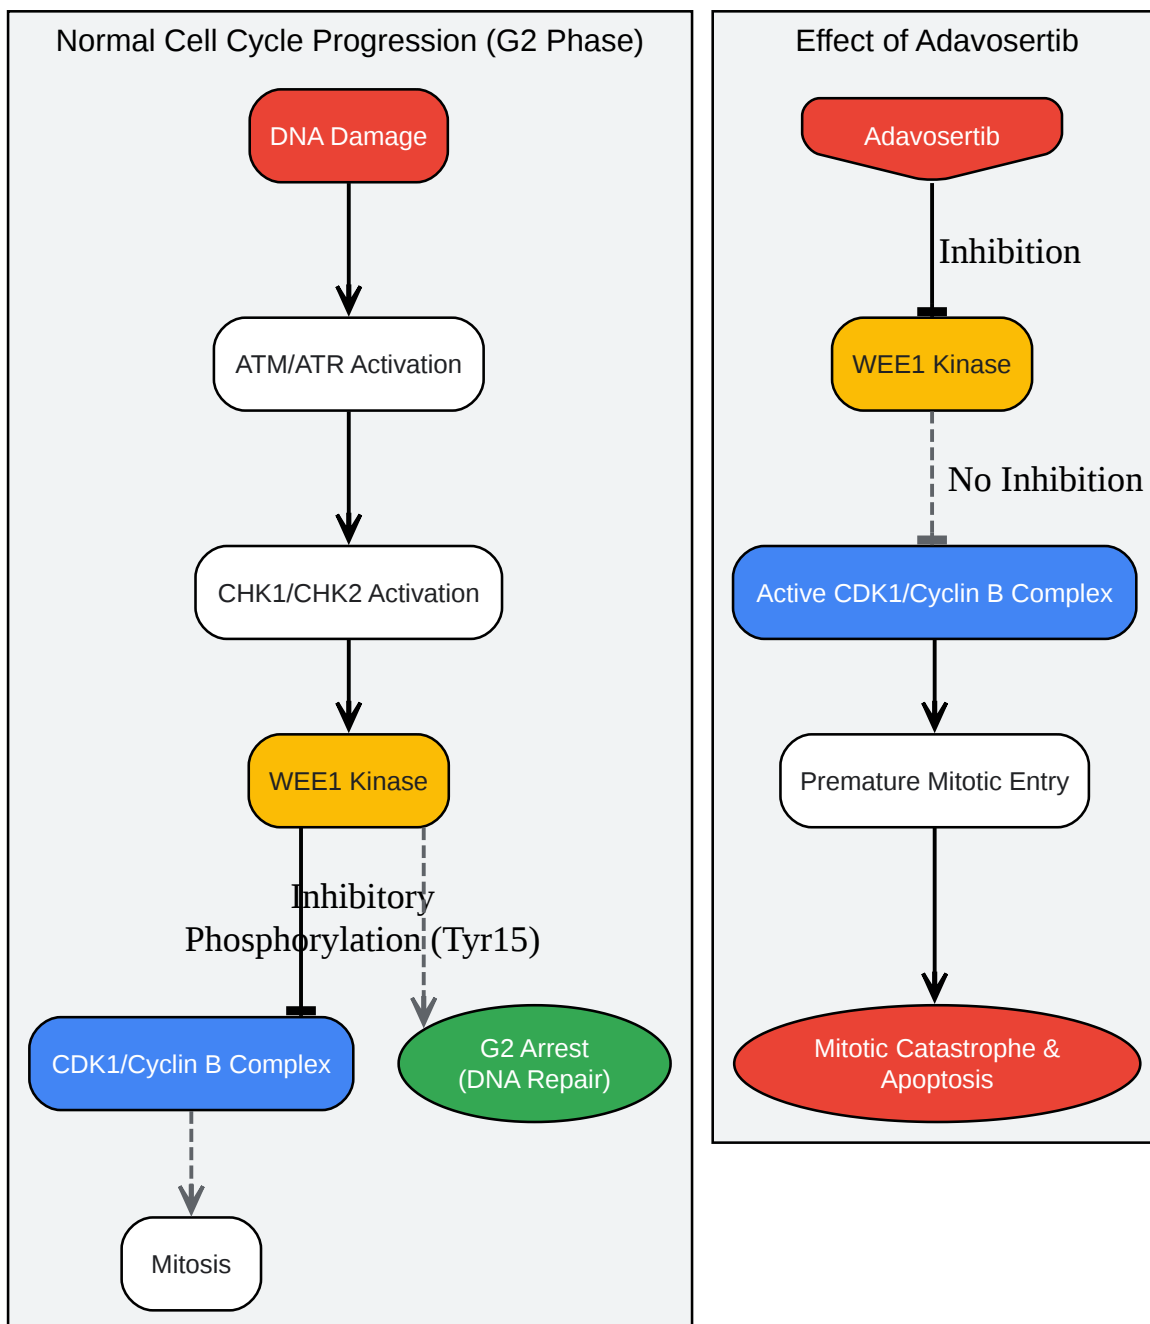 Normal Cell Cycle Progression (G2 Phase)
DNA Damage
ATM/ATR Activation
CHK1/CHK2 Activation
WEE1 Kinase
Inhibitory
Phosphorylation (Tyr15)
CDK1/Cyclin B Complex
G2 Arrest
(DNA Repair)
Mitosis
Effect of Adavosertib
Adavosertib
Inhibition
WEE1 Kinase
No Inhibition
Active CDK1/Cyclin B Complex
Premature Mitotic Entry
Mitotic Catastrophe &
Apoptosis